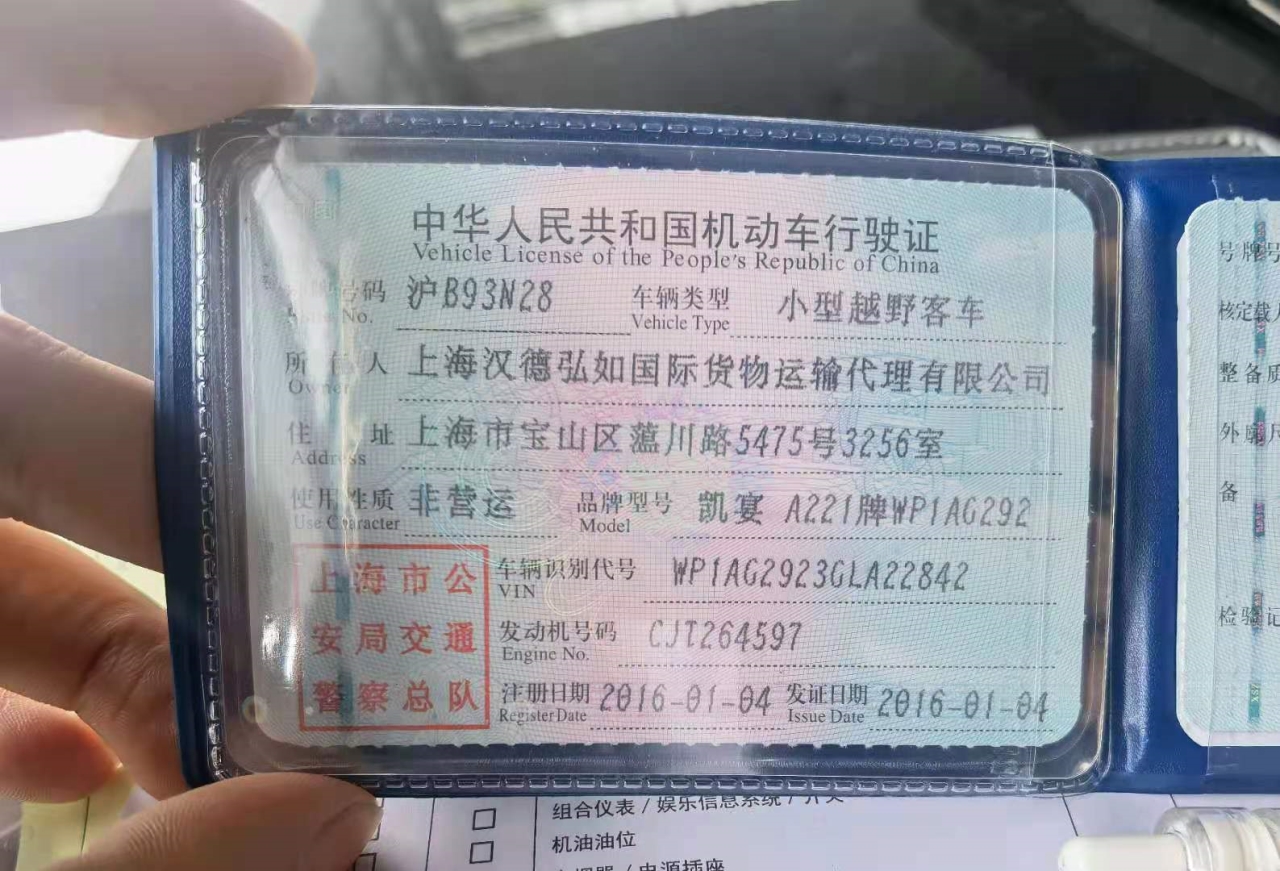 中华人民共和国机动车行驶证
Vehicle License of the People's Republic of China
号码 沪B93N28 车辆类型 小型越野客车
No. Vehicle Type
所有人 上海汉德弘如国际货物运输代理有限公司
Owner
住址 上海市宝山区蕰川路5475号3256室
Address
使用性质 非营运 品牌型号 凯宴 A221牌WP1AG292
Use Character Model
上海市公 车辆识别代号 WP1AG2923GLA22842
VIN
安局交通 发动机号码 CJT264597
Engine No.
警察总队 注册日期 2016-01-04 发证日期 2016-01-04
Register Date Issue Date
号牌号
核定载人
整备质
外廓尺
备
检验记
组合仪表 / 娱乐信息系统 / 开关
机油油位
电源插座